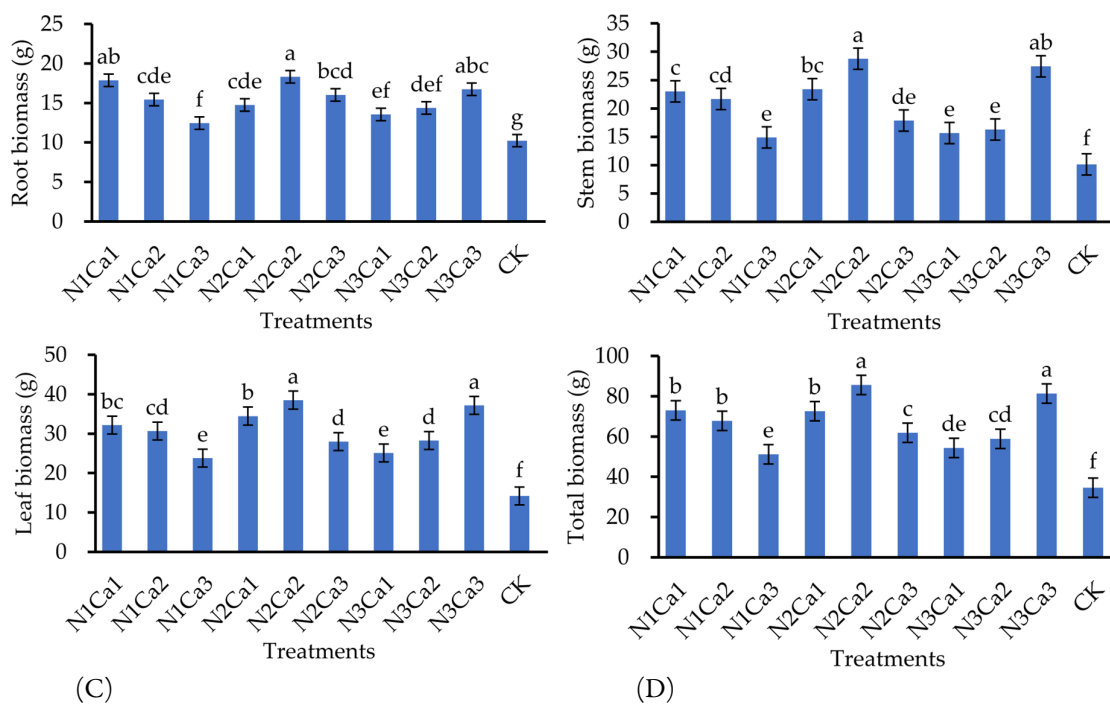 Root biomass (g)
25
20
15
10
5
0
ab cde f cde a bcd ef def abc g
N1Ca1 N1Ca2 N1Ca3 N2Ca1 N2Ca2 N2Ca3 N3Ca1 N3Ca2 N3Ca3 CK
Treatments
Stem biomass (g)
35
30
25
20
15
10
5
0
c cd e bc a de e e ab f
N1Ca1 N1Ca2 N1Ca3 N2Ca1 N2Ca2 N2Ca3 N3Ca1 N3Ca2 N3Ca3 CK
Treatments
Leaf biomass (g)
50
40
30
20
10
0
bc cd e b a d e d a f
N1Ca1 N1Ca2 N1Ca3 N2Ca1 N2Ca2 N2Ca3 N3Ca1 N3Ca2 N3Ca3 CK
Treatments
(C)
Total biomass (g)
100
80
60
40
20
0
b b e b a c de cd a f
N1Ca1 N1Ca2 N1Ca3 N2Ca1 N2Ca2 N2Ca3 N3Ca1 N3Ca2 N3Ca3 CK
Treatments
(D)